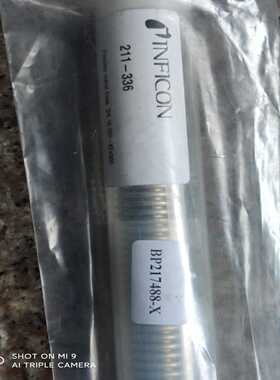 INFICON
211-336
BP217488-X
SHOT ON MI 9
AI TRIPLE CAMERA